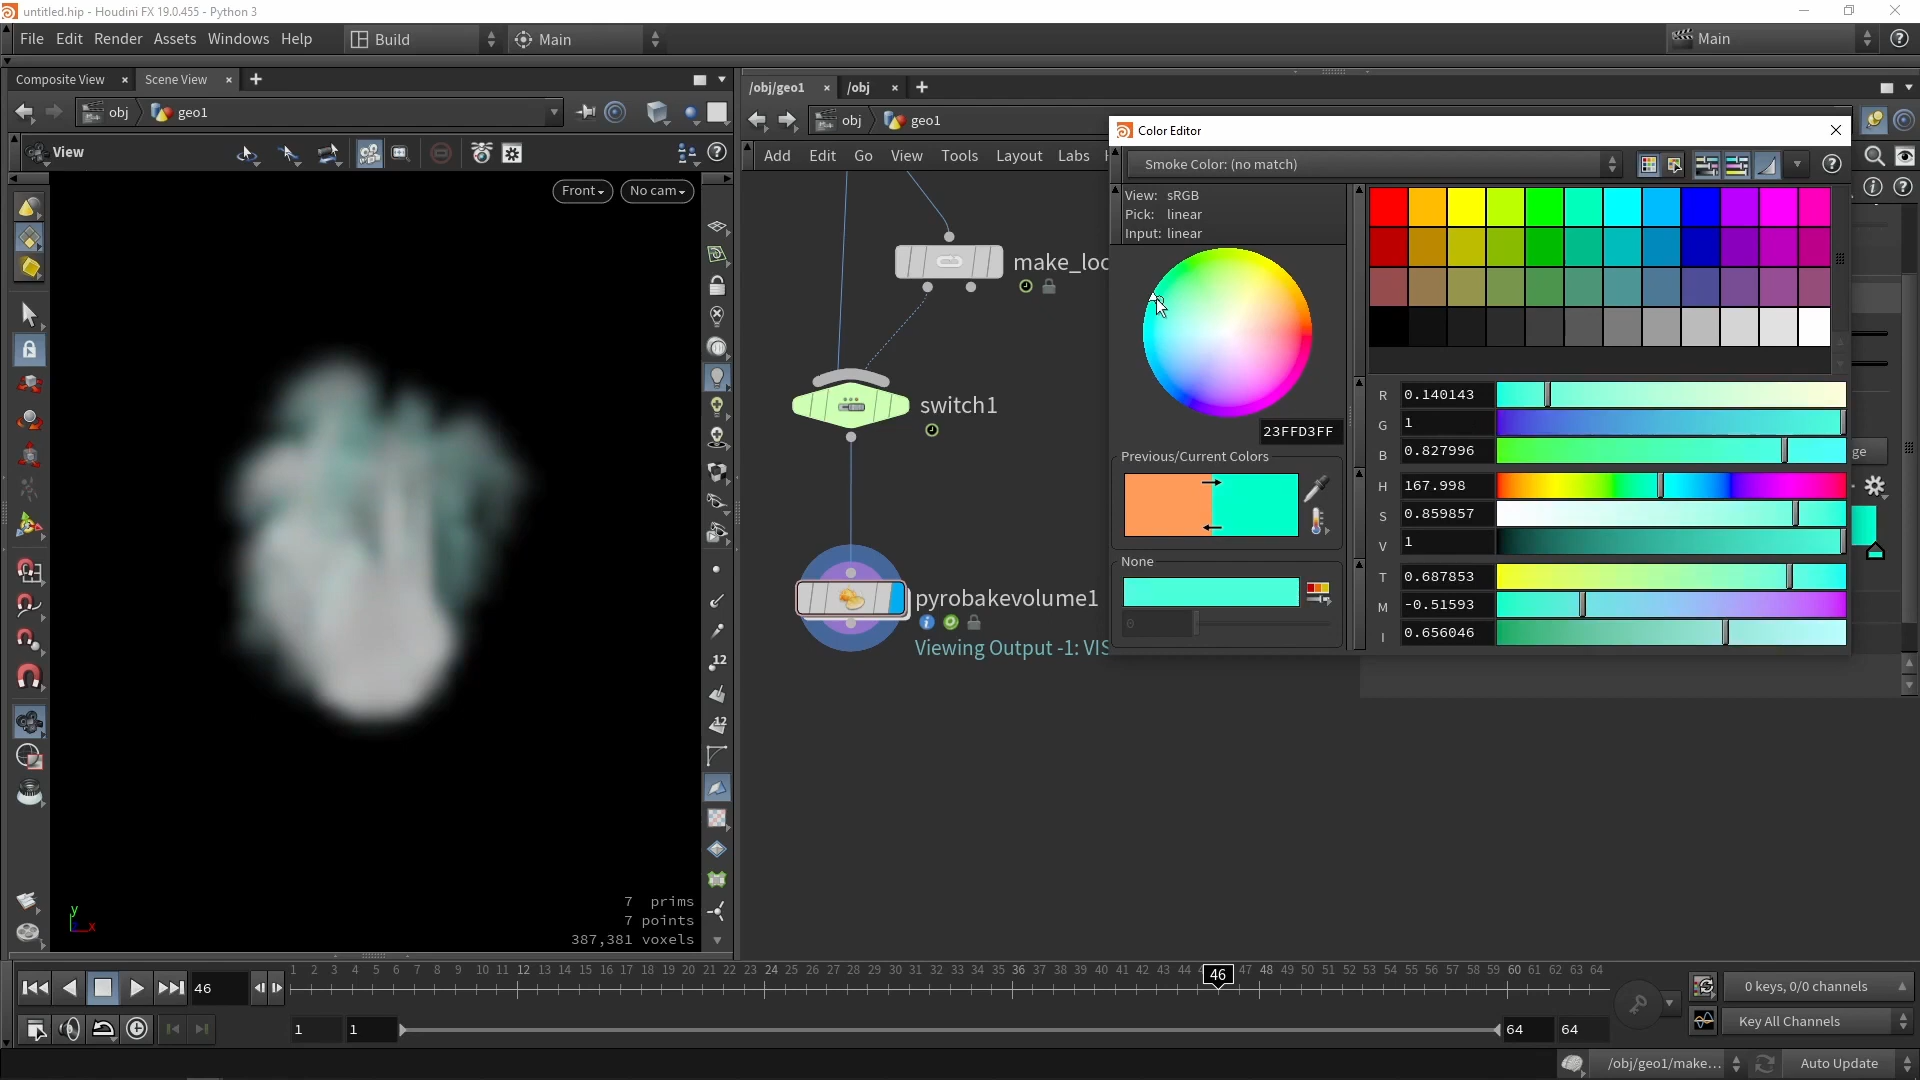 untitled.hip - Houdini FX 19.0.455 - Python 3
File Edit Render Assets Windows Help Build Main Main
Composite View × Scene View × +
/obj/geo1 × /obj × +
obj geo1
obj geo1
View
Add Edit Go View Tools Layout Labs
Front No cam
make_loo
switch1
pyrobakevolume1
Viewing Output -1: VIS
Color Editor
Smoke Color: (no match)
View: sRGB
Pick: linear
Input: linear
23FFD3FF
Previous/Current Colors
None
0
R 0.140143
G 1
B 0.827996
H 167.998
S 0.859857
V 1
T 0.687853
M -0.51593
I 0.656046
ge
12
12
y
x
7 prims
7 points
387,381 voxels
46
1 2 3 4 5 6 7 8 9 10 11 12 13 14 15 16 17 18 19 20 21 22 23 24 25 26 27 28 29 30 31 32 33 34 35 36 37 38 39 40 41 42 43 44 46 47 48 49 50 51 52 53 54 55 56 57 58 59 60 61 62 63 64
0 keys, 0/0 channels
1 1 64 64
Key All Channels
/obj/geo1/make... Auto Update